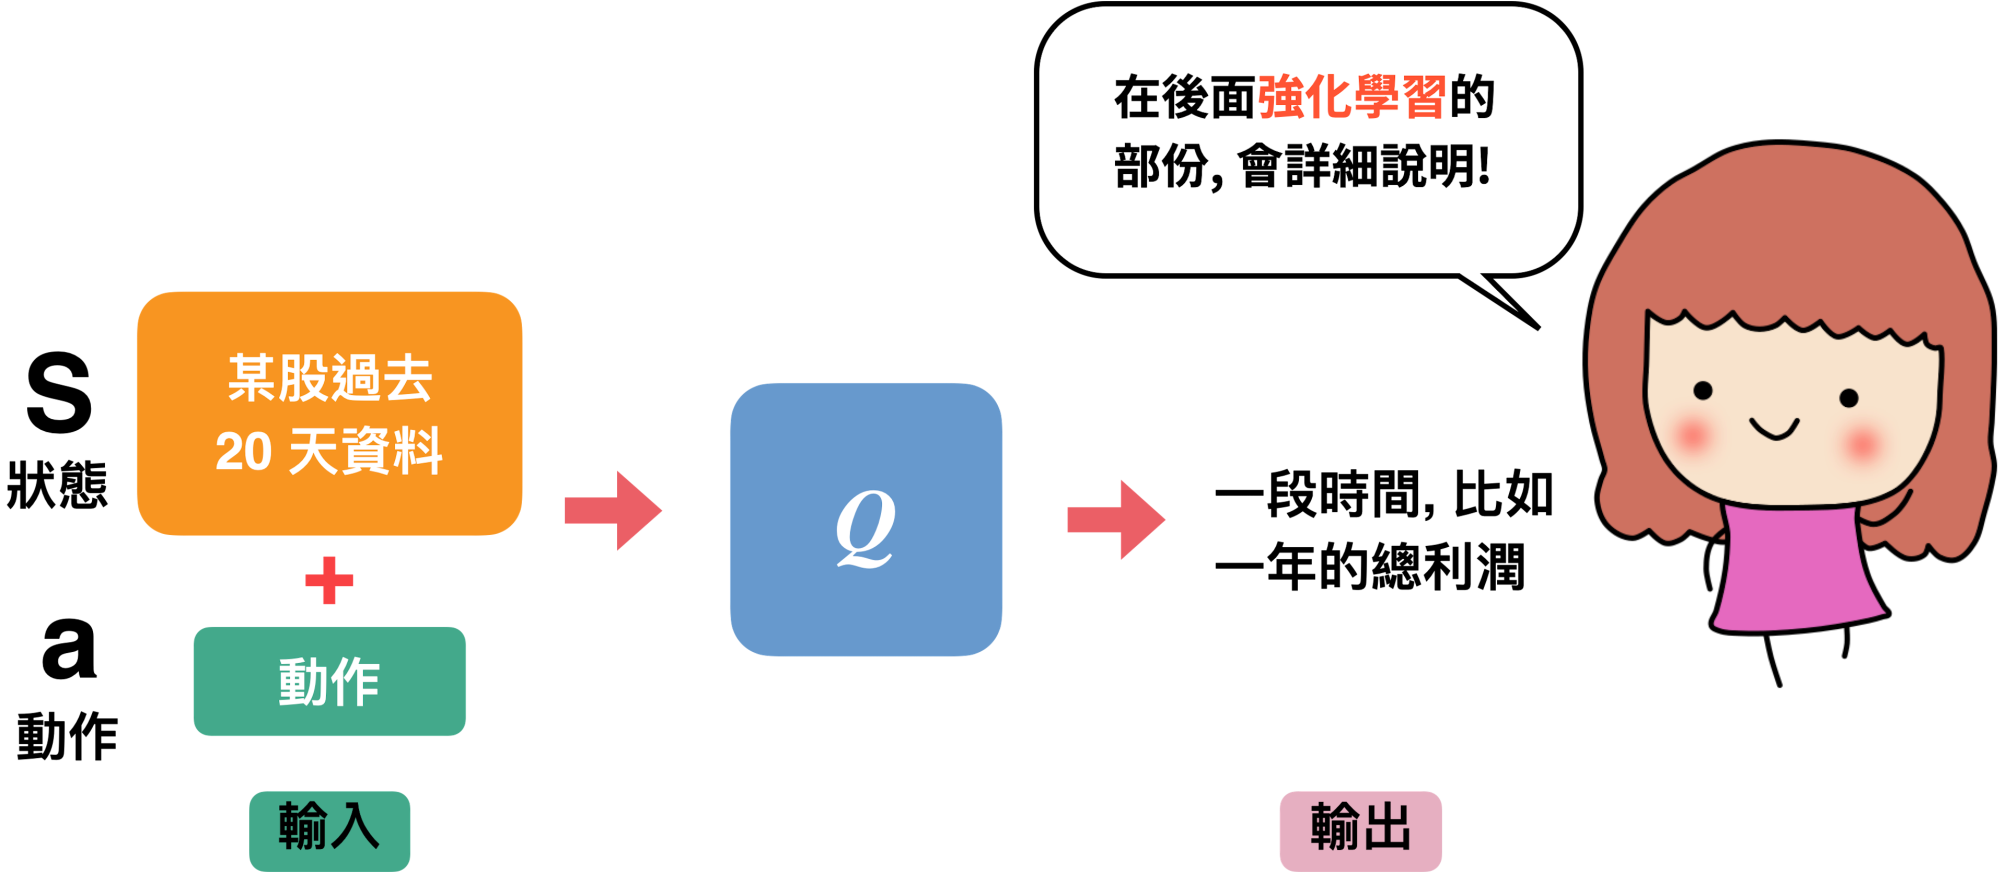 在後面強化學習的
部份, 會詳細說明!
S
狀態
某股過去
20 天資料
+
a
動作
動作
Q
一段時間, 比如
一年的總利潤
輸入
輸出